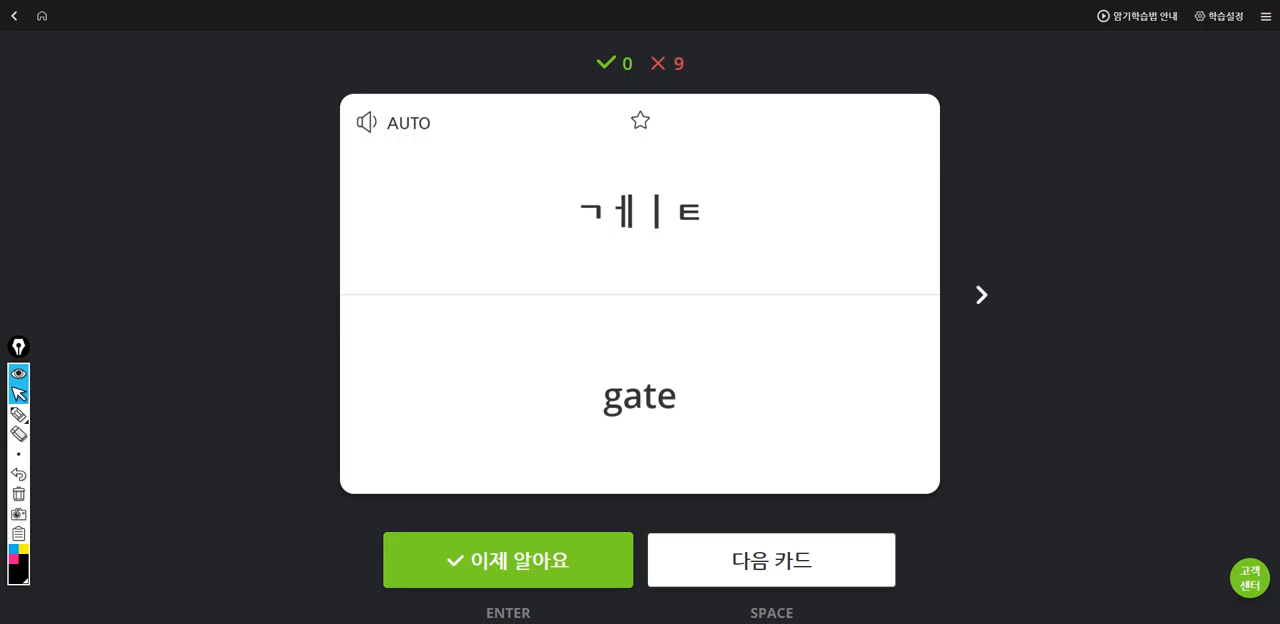 암기학습법 안내 학습설정
0 9
AUTO
ㄱㅔㅣㅌ
gate
이제 알아요 다음 카드
ENTER SPACE
고객
센터